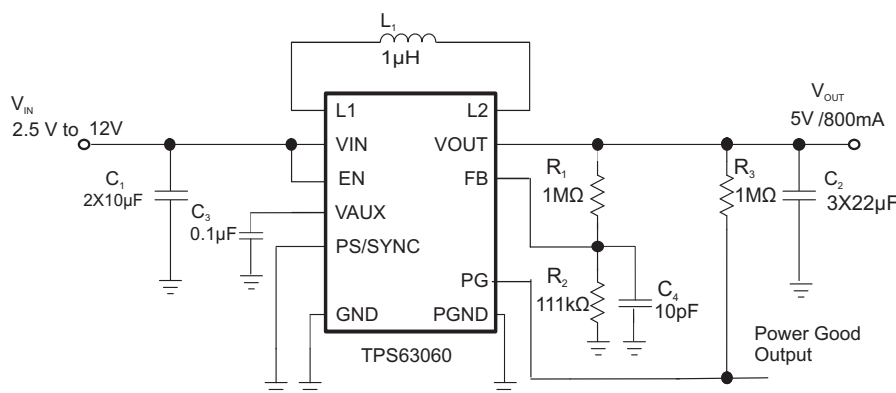 L₁
1µH
V_IN
2.5 V to 12V
C₁
2X10µF
C₃
0.1µF
L1
L2
VIN
VOUT
EN
FB
VAUX
PS/SYNC
PG
GND
PGND
TPS63060
R₁
1MΩ
R₂
111kΩ
C₄
10pF
R₃
1MΩ
V_OUT
5V /800mA
C₂
3X22µF
Power Good
Output